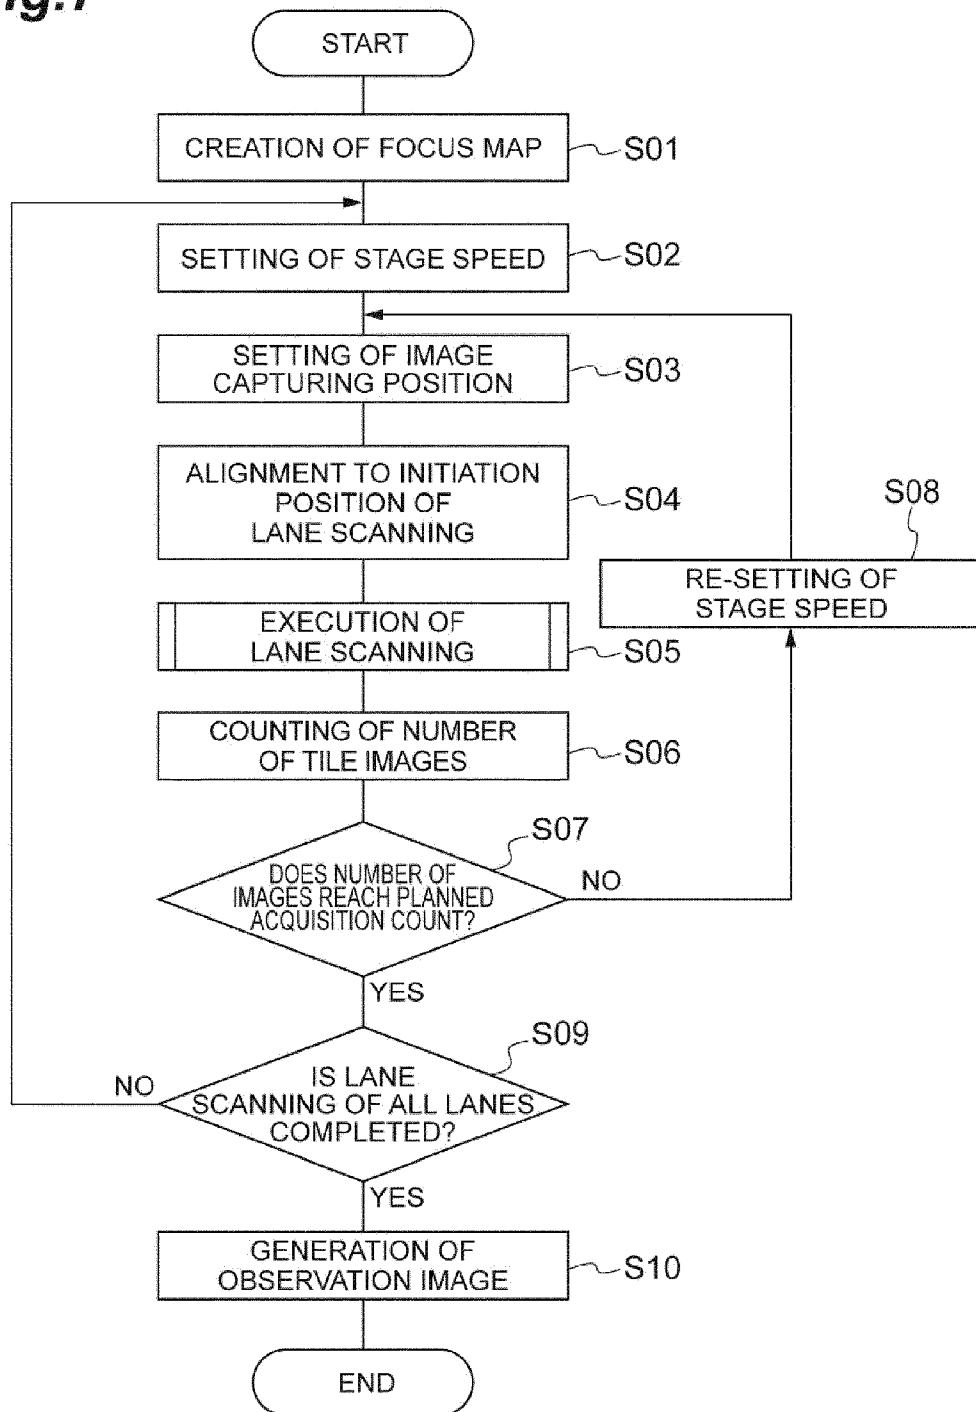 START
CREATION OF FOCUS MAP
S01
SETTING OF STAGE SPEED
S02
SETTING OF IMAGE
CAPTURING POSITION
S03
ALIGNMENT TO INITIATION
POSITION OF
LANE SCANNING
S04
S08
RE-SETTING OF
STAGE SPEED
EXECUTION OF
LANE SCANNING
S05
COUNTING OF NUMBER
OF TILE IMAGES
S06
S07
DOES NUMBER OF
IMAGES REACH PLANNED
ACQUISITION COUNT?
NO
YES
S09
IS LANE
SCANNING OF ALL LANES
COMPLETED?
NO
YES
GENERATION OF
OBSERVATION IMAGE
S10
END